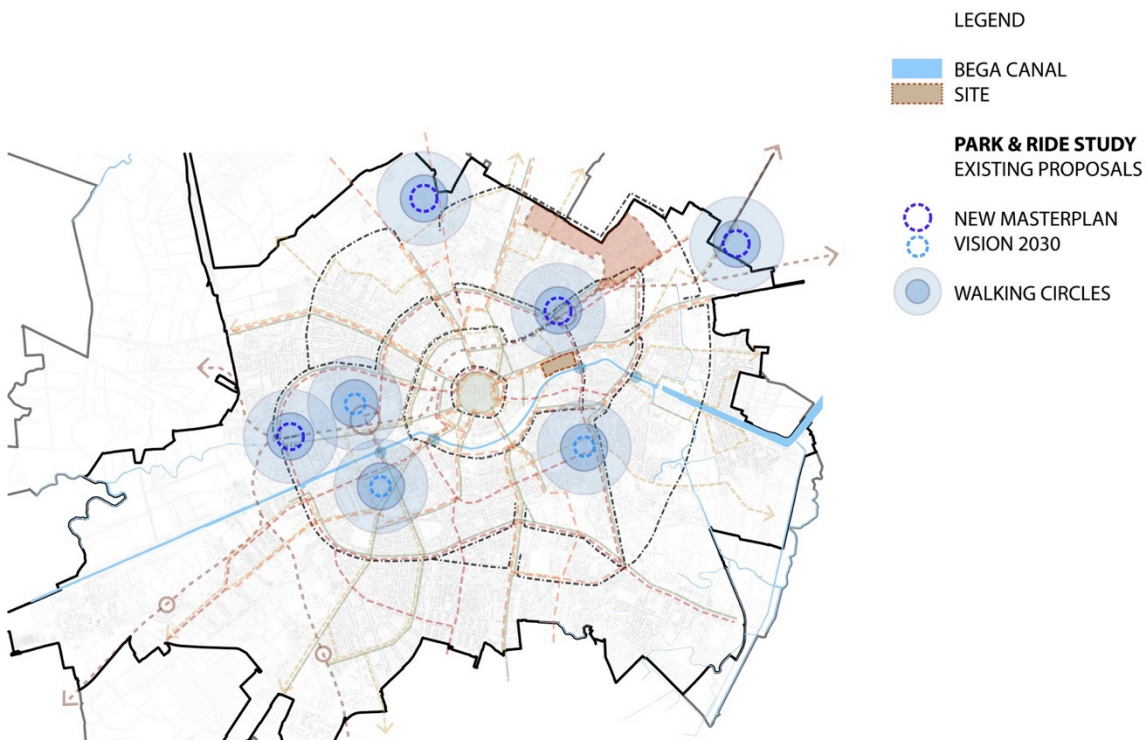 LEGEND
BEGA CANAL
SITE
PARK & RIDE STUDY
EXISTING PROPOSALS
NEW MASTERPLAN
VISION 2030
WALKING CIRCLES